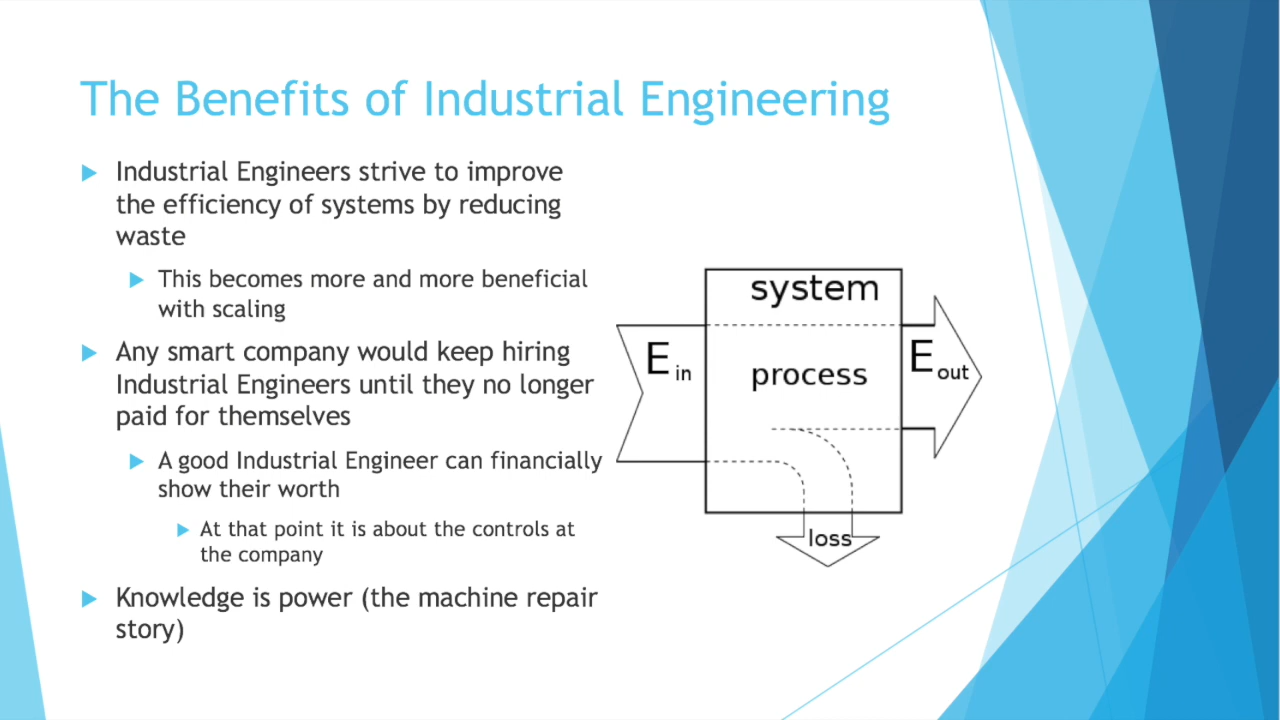 The Benefits of Industrial Engineering
Industrial Engineers strive to improve
the efficiency of systems by reducing
waste
This becomes more and more beneficial
with scaling
Any smart company would keep hiring
Industrial Engineers until they no longer
paid for themselves
A good Industrial Engineer can financially
show their worth
At that point it is about the controls at
the company
Knowledge is power (the machine repair
story)
system
E in
process
E out
loss